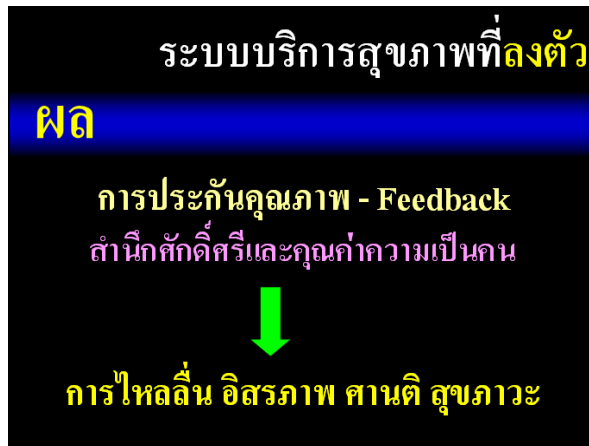 ระบบบริการสุขภาพที่ลงตัว
ผล
การประกันคุณภาพ - Feedback
สำนึกศักดิ์ศรีและคุณค่าความเป็นคน
การไหลลื่น อิสรภาพ ศานติ สุขภาวะ